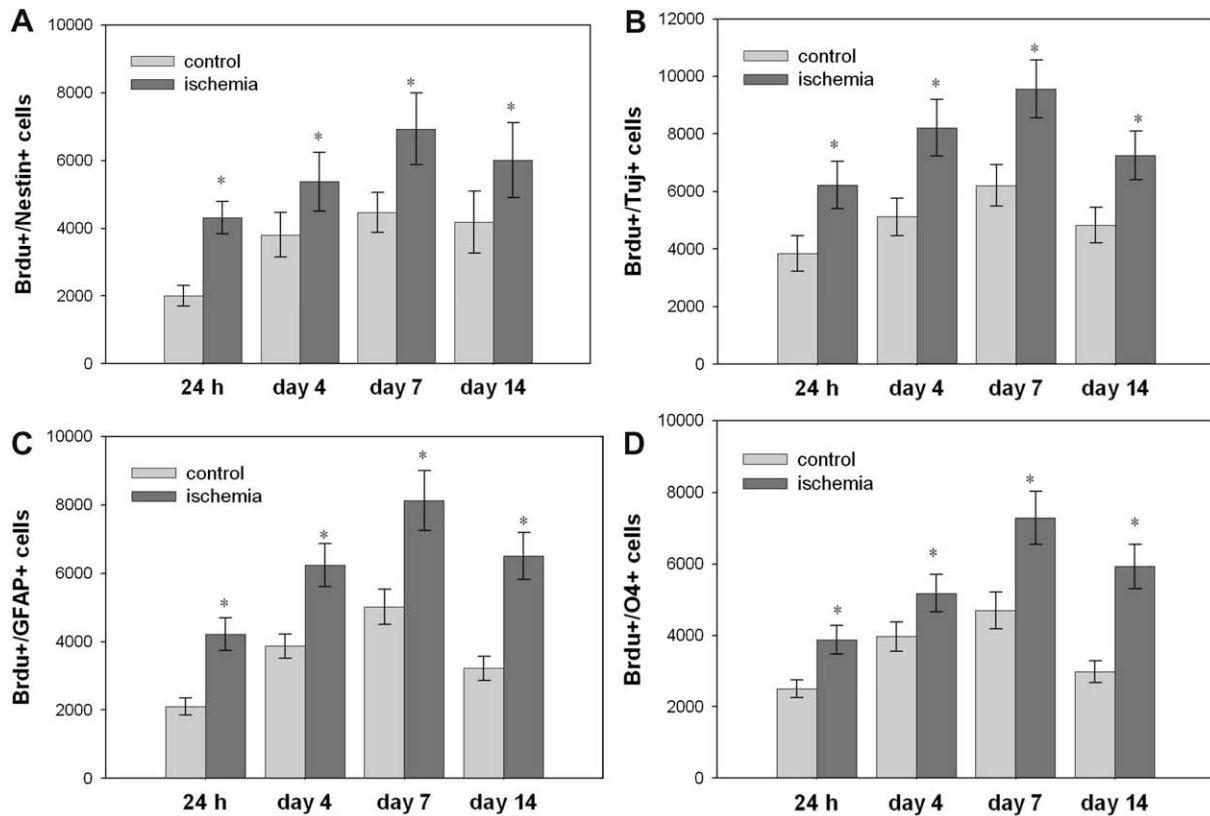 A
Brdu+/Nestin+ cells
10000
8000
6000
4000
2000
0
control
ischemia
*
*
*
*
24 h day 4 day 7 day 14
B
Brdu+/Tuj+ cells
12000
10000
8000
6000
4000
2000
0
control
ischemia
*
*
*
*
24 h day 4 day 7 day 14
C
Brdu+/GFAP+ cells
10000
8000
6000
4000
2000
0
control
ischemia
*
*
*
*
24 h day 4 day 7 day 14
D
Brdu+/O4+ cells
10000
8000
6000
4000
2000
0
control
ischemia
*
*
*
*
24 h day 4 day 7 day 14